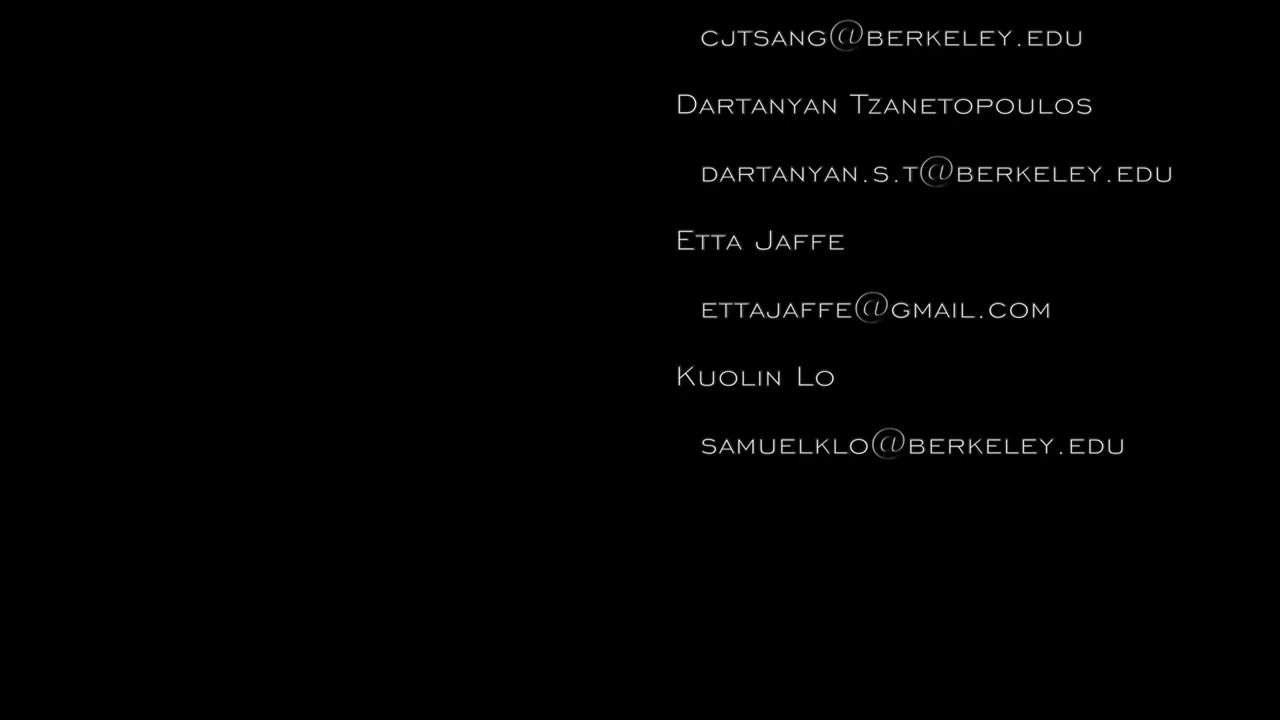 CJTSANG@BERKELEY.EDU
DARTANYAN TZANETOPOULOS
DARTANYAN.S.T@BERKELEY.EDU
ETTA JAFFE
ETTAJAFFE@GMAIL.COM
KUOLIN LO
SAMUELKLO@BERKELEY.EDU